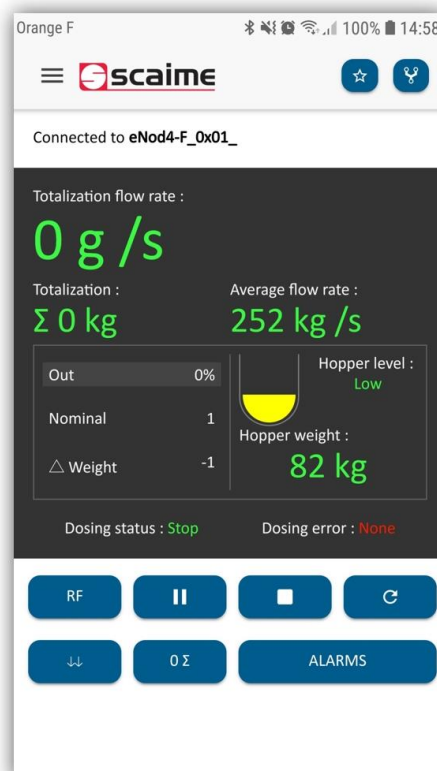 Orange F 100% 14:58
scaime
Connected to eNod4-F_0x01_
Totalization flow rate :
0 g /s
Totalization : Average flow rate :
Σ 0 kg 252 kg /s
Out 0%
Nominal 1
△ Weight -1
Hopper level :
Low
Hopper weight :
82 kg
Dosing status : Stop Dosing error : None
RF
0 Σ ALARMS